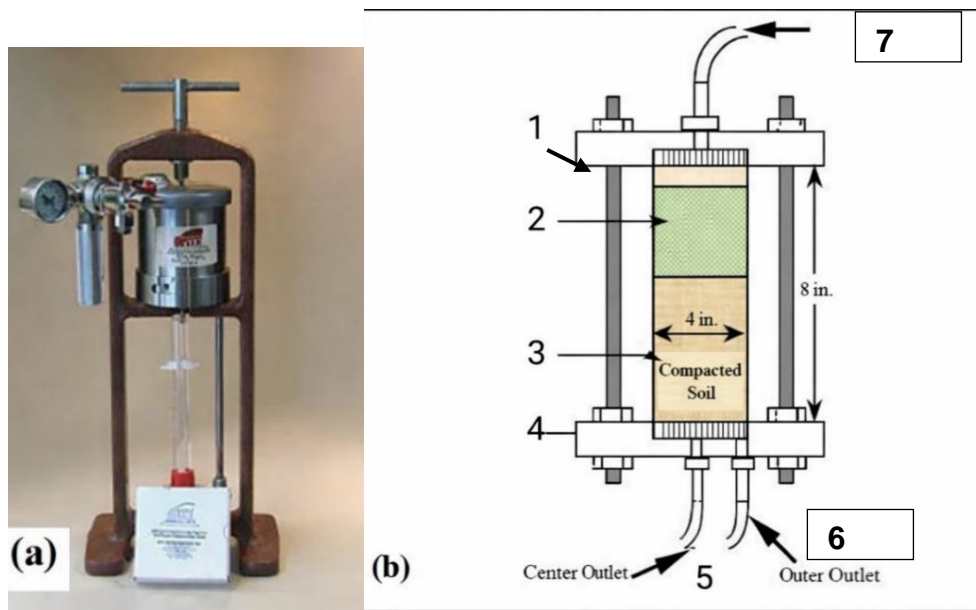 7
1
2
8 in.
4 in.
3
Compacted
Soil
4
(a)
(b)
6
Center Outlet
5
Outer Outlet